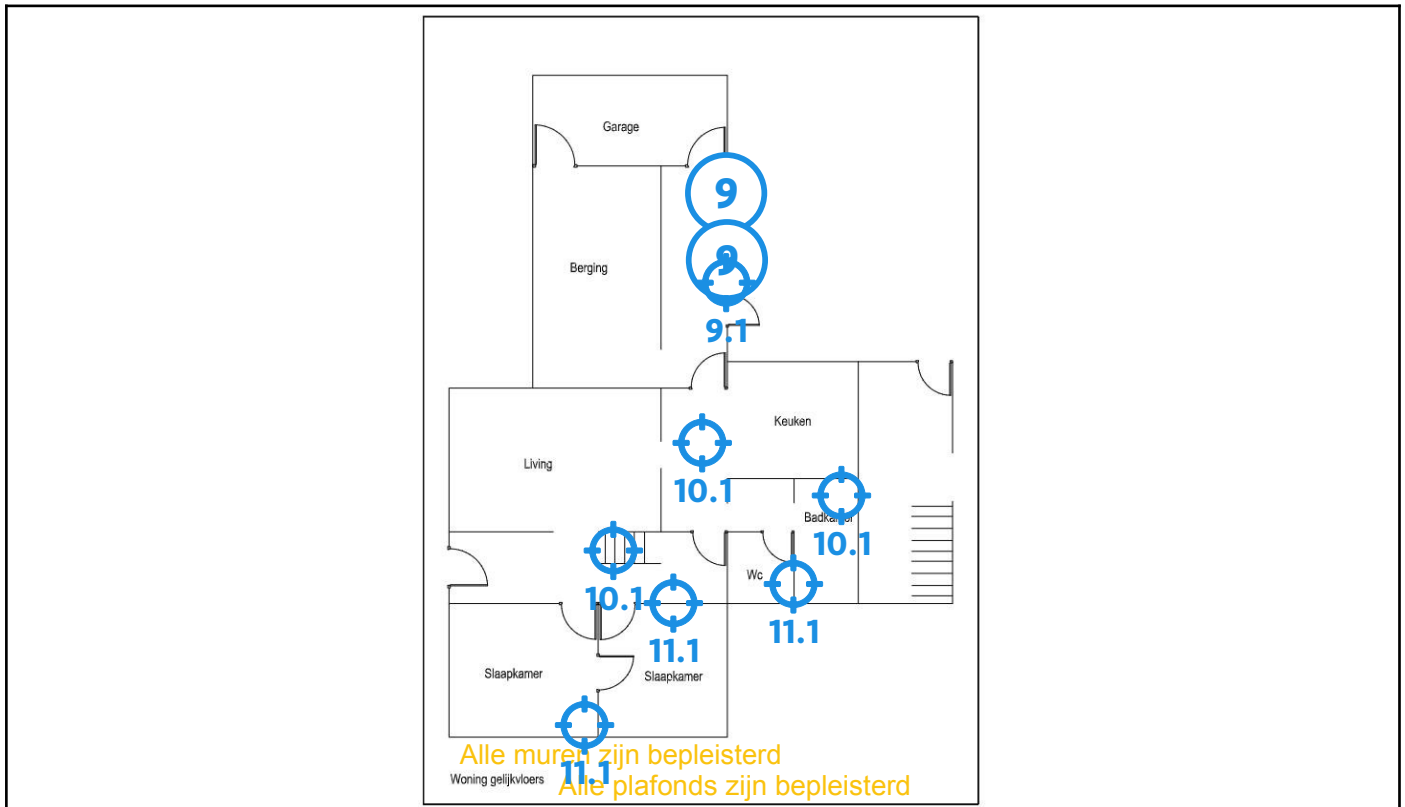 Garage
9
Berging
9
9.1
Keuken
Living
10.1
Badkamer
10.1
Wc
10.1
11.1
11.1
Slaapkamer
Slaapkamer
Alle muren zijn bepleisterd
Woning gelijkvloers
11.1
Alle plafonds zijn bepleisterd